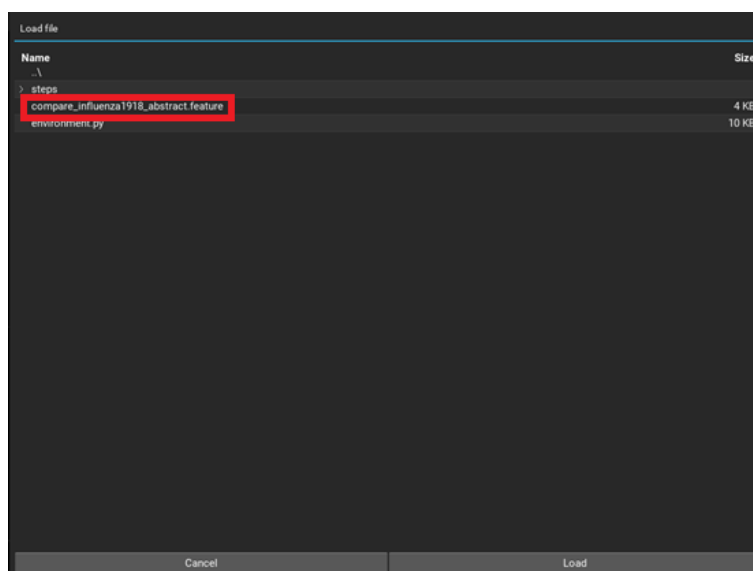 Load file
Name Size
..\
> steps
compare_influenza1918_abstract.feature 4 KB
environment.py 10 KB
Cancel Load